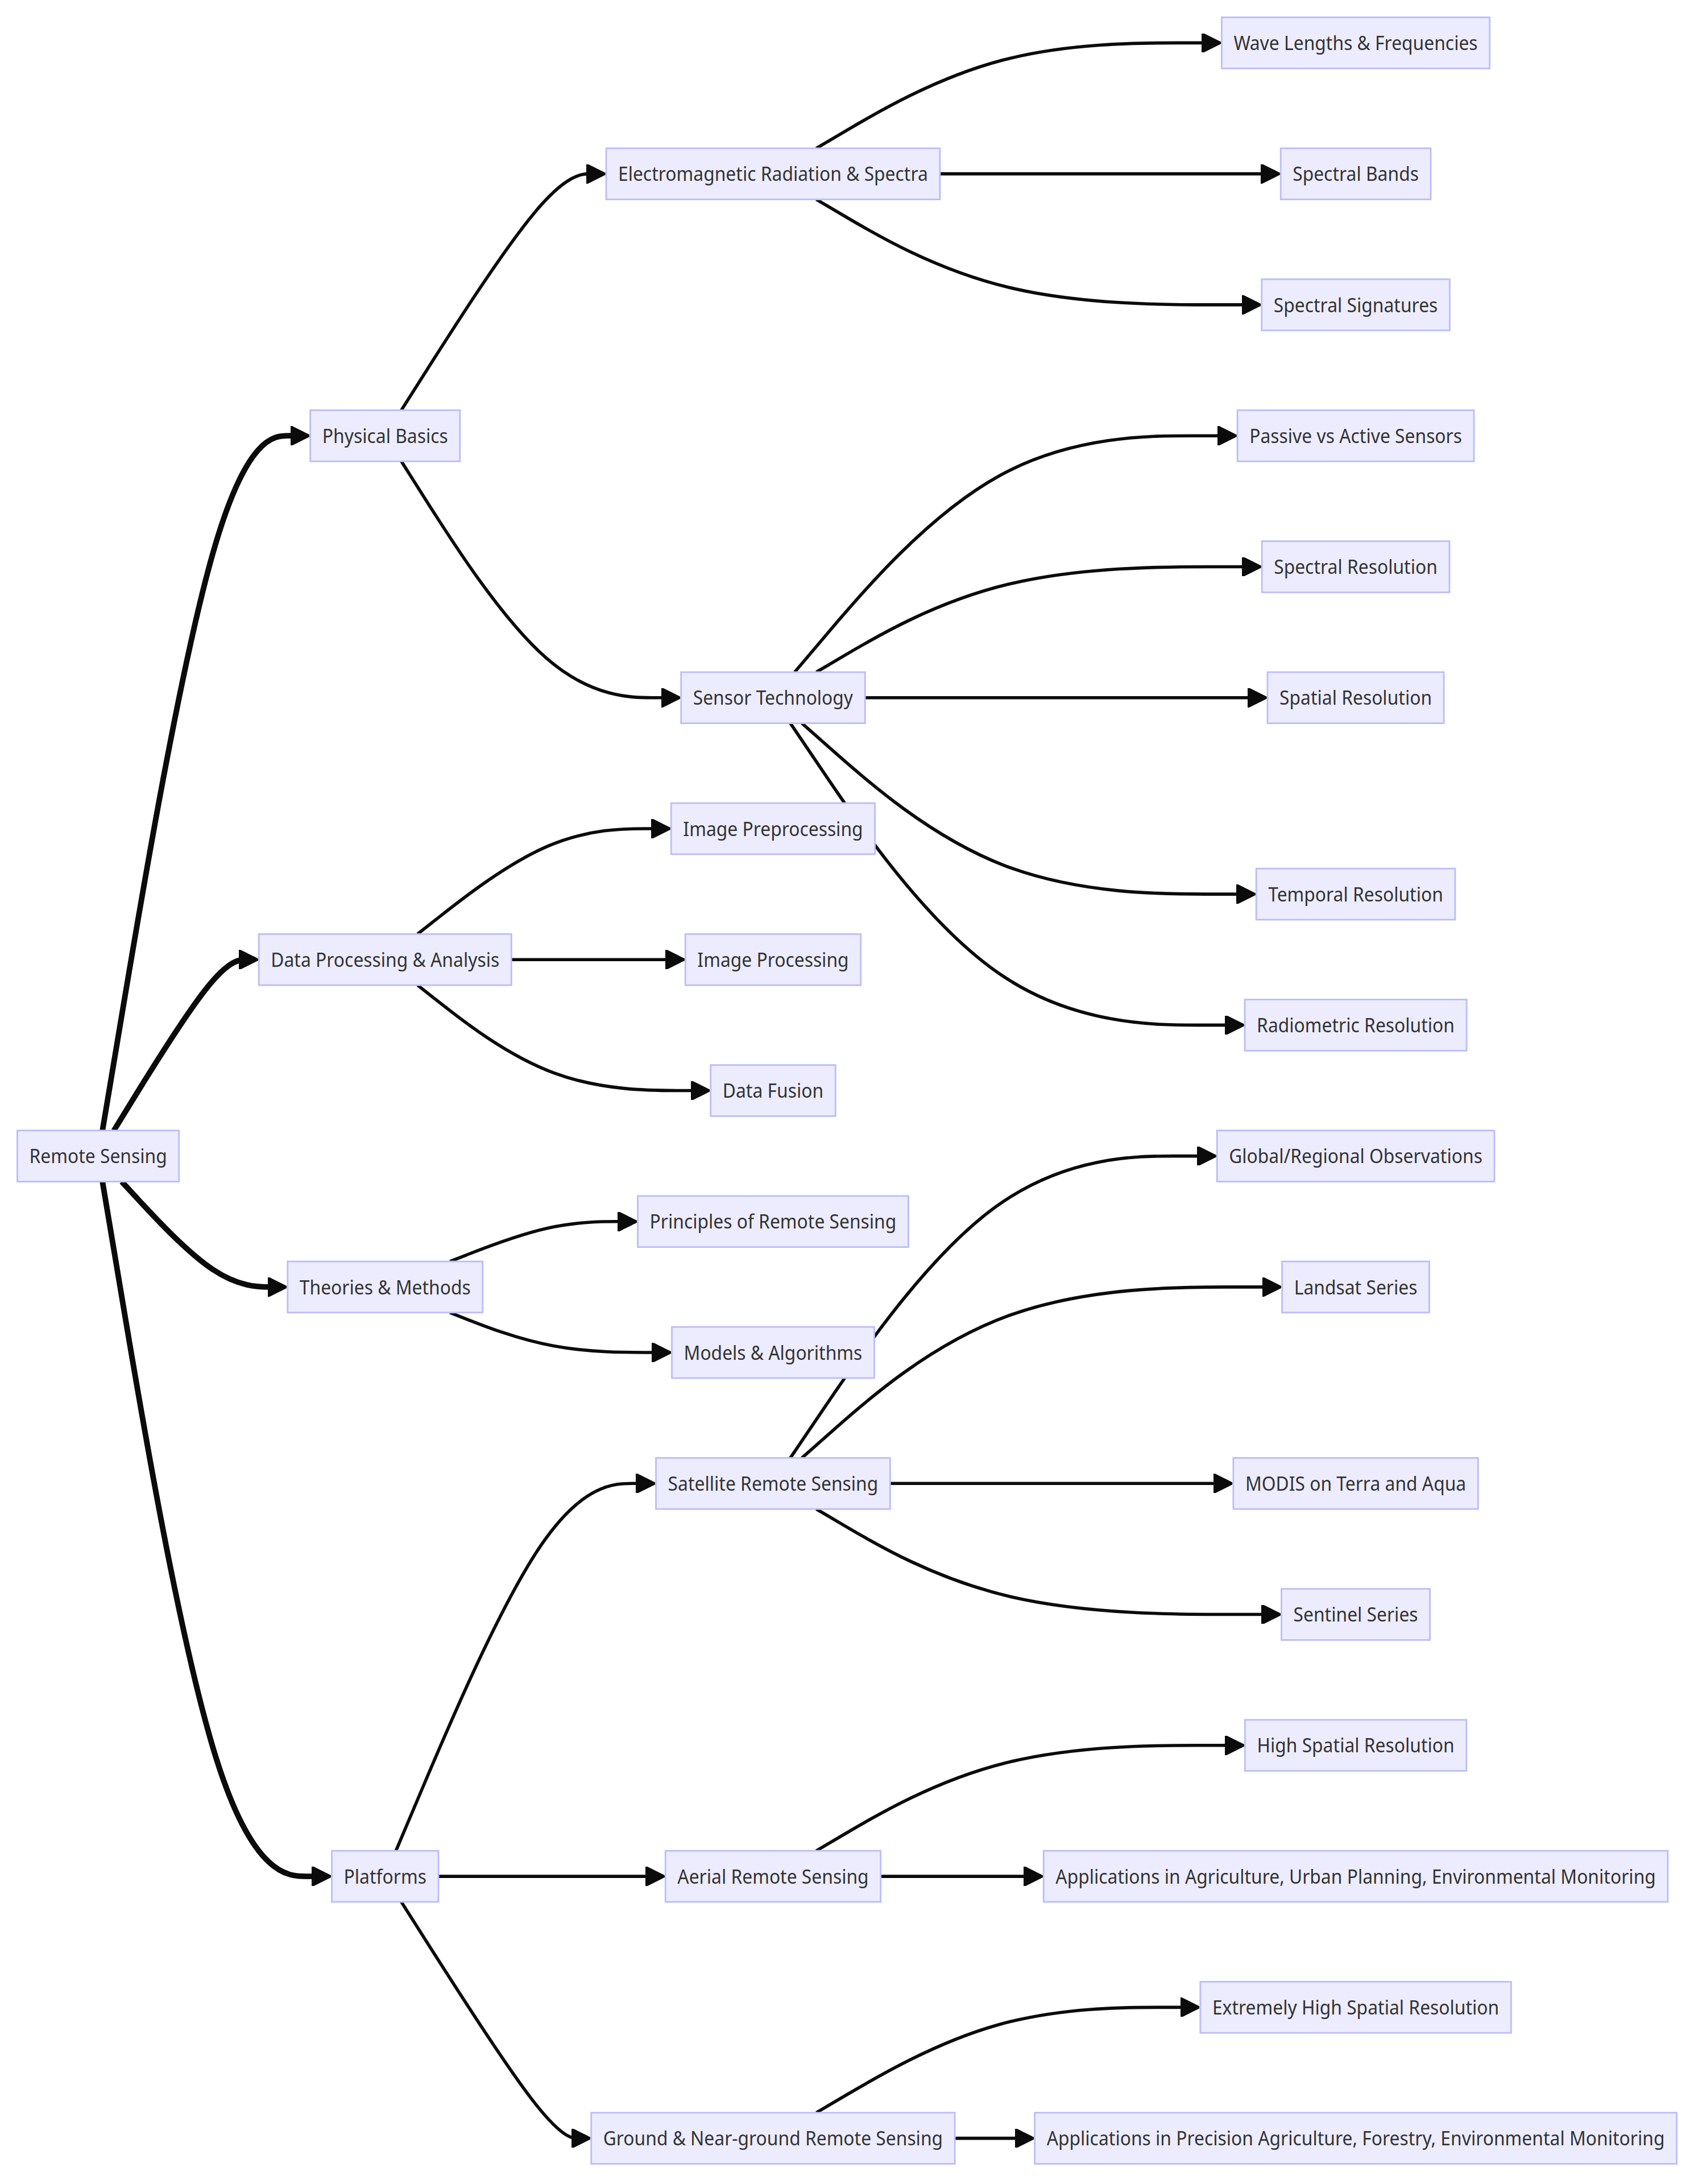 Wave Lengths & Frequencies
Electromagnetic Radiation & Spectra
Spectral Bands
Spectral Signatures
Physical Basics
Passive vs Active Sensors
Spectral Resolution
Sensor Technology
Spatial Resolution
Image Preprocessing
Temporal Resolution
Data Processing & Analysis
Image Processing
Radiometric Resolution
Data Fusion
Remote Sensing
Global/Regional Observations
Principles of Remote Sensing
Theories & Methods
Landsat Series
Models & Algorithms
Satellite Remote Sensing
MODIS on Terra and Aqua
Sentinel Series
High Spatial Resolution
Platforms
Aerial Remote Sensing
Applications in Agriculture, Urban Planning, Environmental Monitoring
Extremely High Spatial Resolution
Ground & Near-ground Remote Sensing
Applications in Precision Agriculture, Forestry, Environmental Monitoring